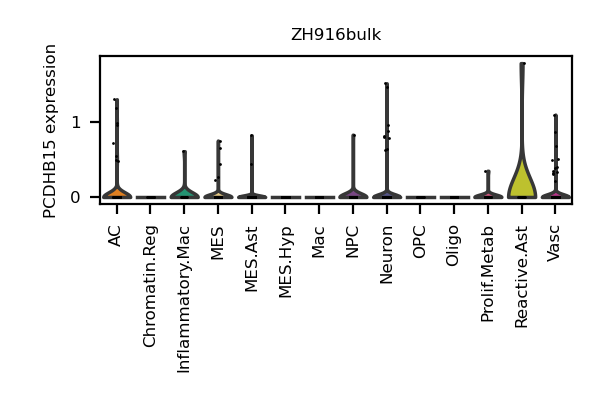 ZH916bulk
PCDHB15 expression
1
0
AC
Chromatin.Reg
Inflammatory.Mac
MES
MES.Ast
MES.Hyp
Mac
NPC
Neuron
OPC
Oligo
Prolif.Metab
Reactive.Ast
Vasc